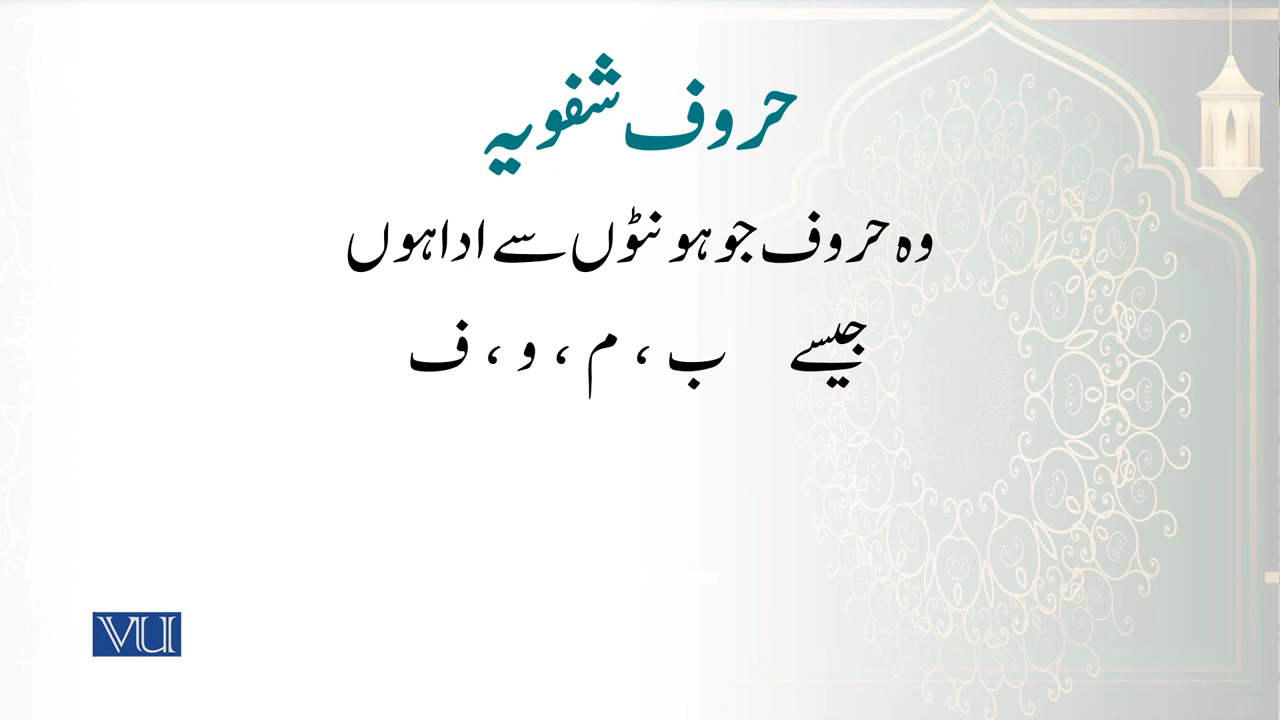 حروف شفویہ
وہ حروف جو ہونٹوں سے ادا ہوں
جیسے ب ، م ، و ، ف
VU